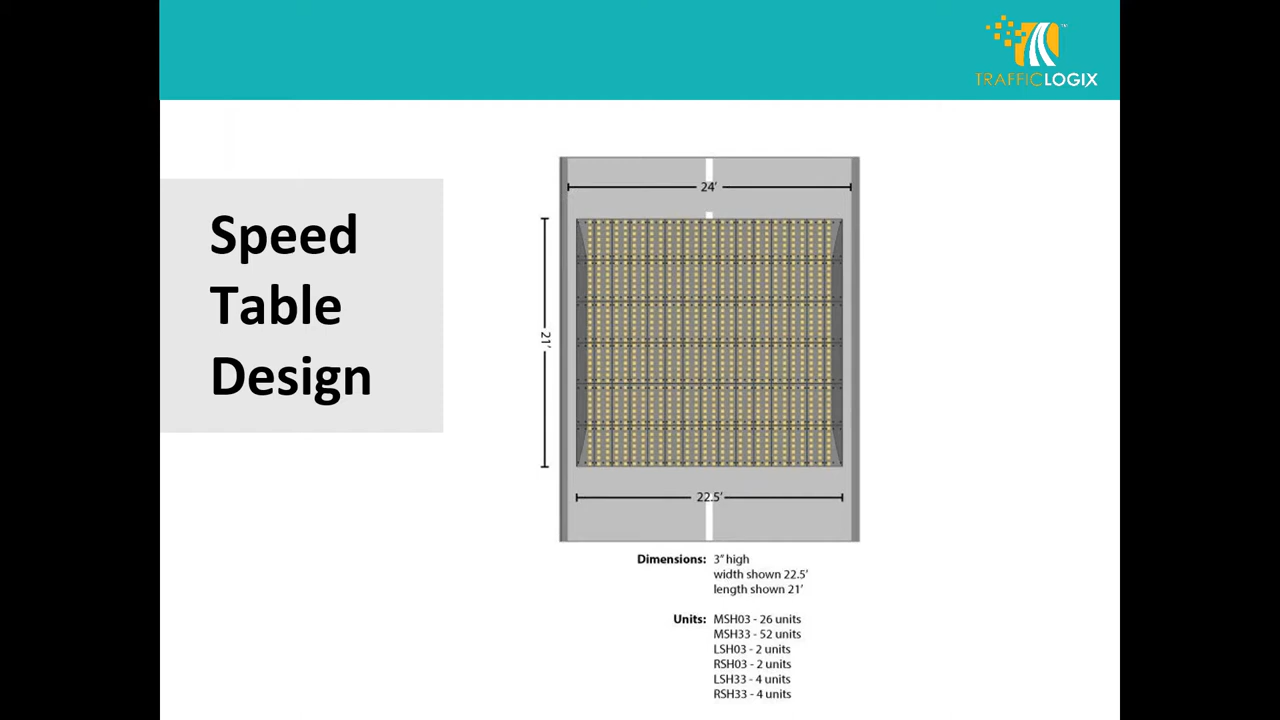 TRAFFICLOGIX™
Speed
Table
Design
24’
21’
22.5’
Dimensions: 3” high
width shown 22.5’
length shown 21’
Units: MSH03 - 26 units
MSH33 - 52 units
LSH03 - 2 units
RSH03 - 2 units
LSH33 - 4 units
RSH33 - 4 units